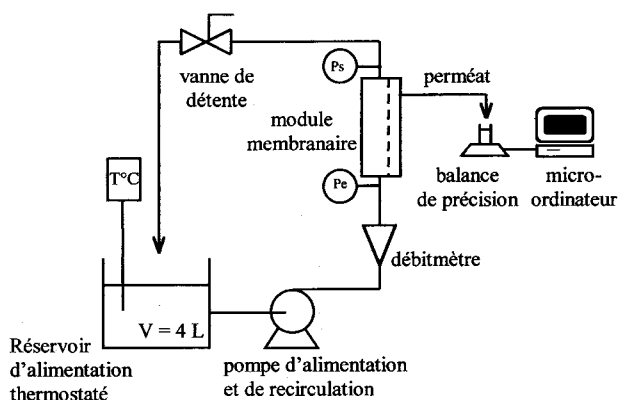 Ps
vanne de
détente
perméat
module
membranaire
T°C
Pe
balance
de précision
micro-
ordinateur
débitmètre
V = 4 L
Réservoir
d'alimentation
thermostaté
pompe d'alimentation
et de recirculation